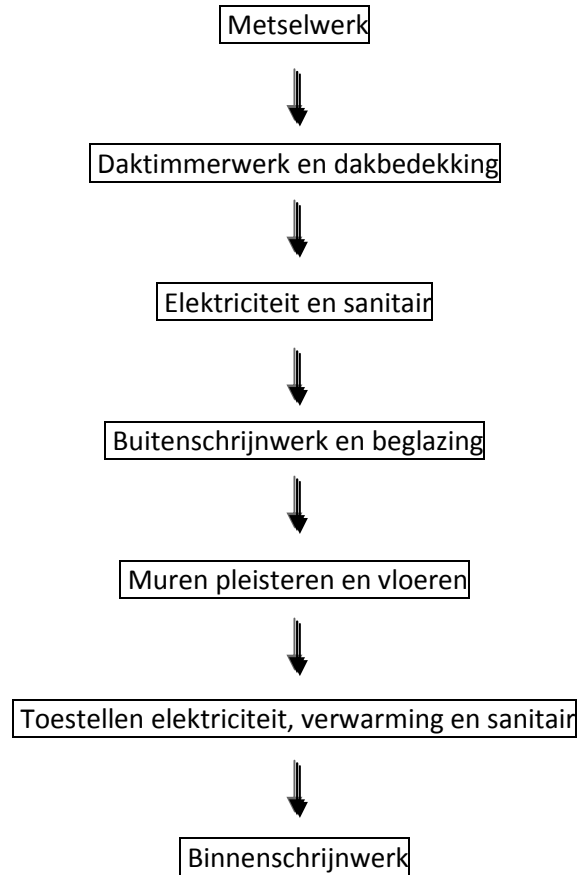 Metselwerk
Daktimmerwerk en dakbedekking
Elektriciteit en sanitair
Buitenschrijnwerk en beglazing
Muren pleisteren en vloeren
Toestellen elektriciteit, verwarming en sanitair
Binnenschrijnwerk